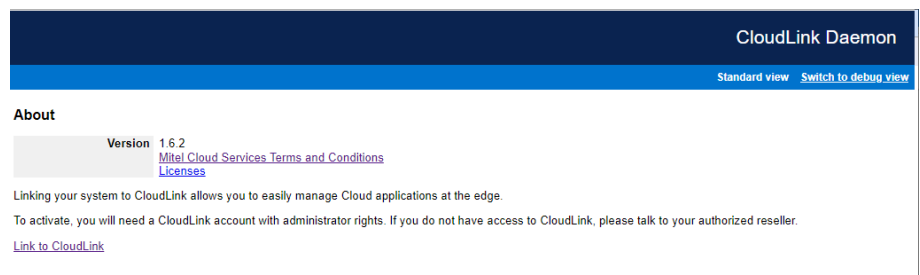 CloudLink Daemon
Standard view Switch to debug view
About
Version 1.6.2
Mitel Cloud Services Terms and Conditions
Licenses
Linking your system to CloudLink allows you to easily manage Cloud applications at the edge.
To activate, you will need a CloudLink account with administrator rights. If you do not have access to CloudLink, please talk to your authorized reseller.
Link to CloudLink